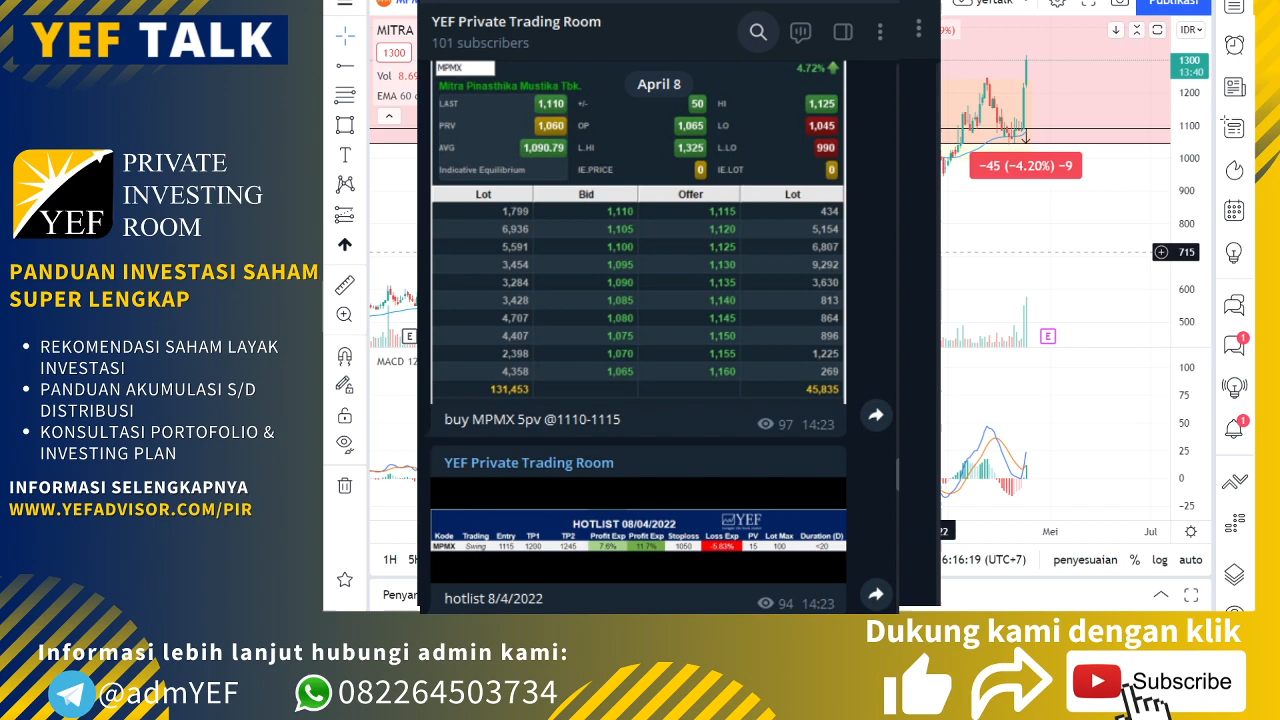 YEF TALK
YEF
PRIVATE
INVESTING
ROOM
PANDUAN INVESTASI SAHAM
SUPER LENGKAP
• REKOMENDASI SAHAM LAYAK
INVESTASI
• PANDUAN AKUMULASI S/D
DISTRIBUSI
• KONSULTASI PORTOFOLIO &
INVESTING PLAN
INFORMASI SELENGKAPNYA
WWW.YEFADVISOR.COM/PIR
MITRA
1300
Vol 8.69
EMA 60
E
MACD 12
1H
YEF Private Trading Room
101 subscribers
MPMX
4.72%
April 8
Mitra Pinasthika Mustika Tbk.
LAST 1,110 +/- 50 HI 1,125
PRV 1,060 OP 1,065 LO 1,045
AVG 1,090.79 L.HI 1,325 L.LO 990
Indicative Equilibrium IE.PRICE 0 IE.LOT 0
Lot Bid Offer Lot
1,799 1,110 1,115 434
6,936 1,105 1,120 5,154
5,591 1,100 1,125 6,807
3,454 1,095 1,130 9,292
3,284 1,090 1,135 3,630
3,428 1,085 1,140 813
4,707 1,080 1,145 864
4,407 1,075 1,150 896
2,398 1,070 1,155 1,225
4,358 1,065 1,160 269
131,453 45,835
buy MPMX 5pv @1110-1115
97 14:23
YEF Private Trading Room
HOTLIST 08/04/2022 YEF
Kode Trading Entry TP1 TP2 Profit Exp Profit Exp Stoploss Loss Exp PV Lot Max Duration (D)
MPMX Swing 1115 1200 1245 7.6% 11.7% 1050 -5.83% 15 100 <20
hotlist 8/4/2022
94 14:23
yeftalk
Publikasi
IDR
1300
13:40
1200
1100
1000
900
800
715
600
500
100
75
50
25
0
−25
−45 (−4.20%) −9
E
1
1
Mei Jul
6:16:19 (UTC+7) penyesuaian % log auto
Informasi lebih lanjut hubungi admin kami:
@admYEF 082264503734
Dukung kami dengan klik
Subscribe